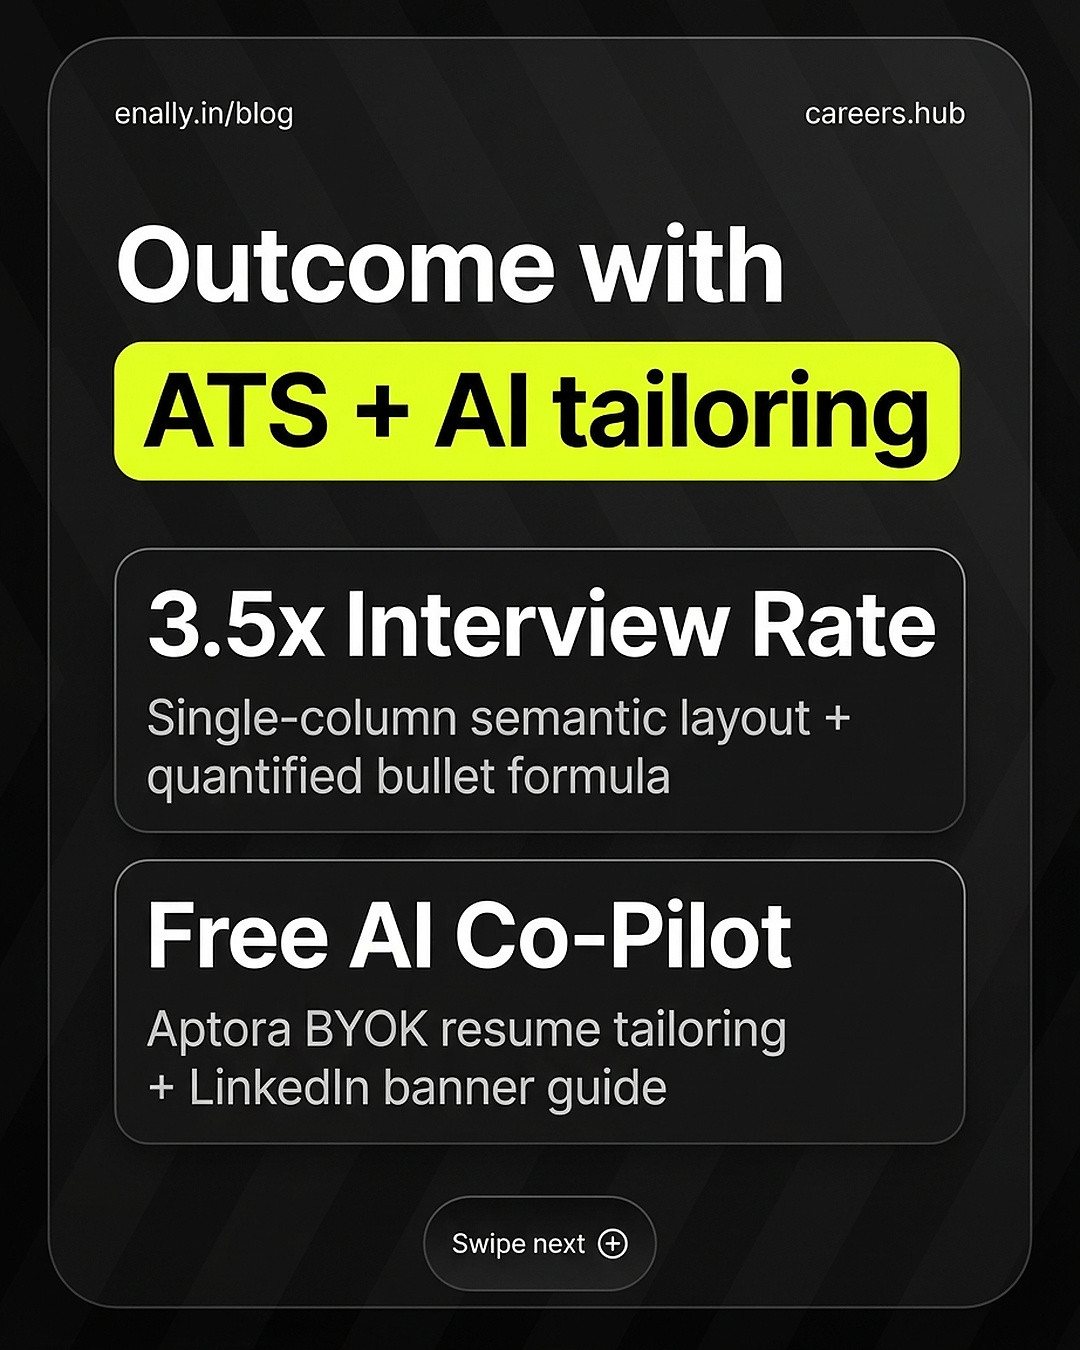 enally.in/blog
careers.hub
Outcome with
ATS + AI tailoring
3.5x Interview Rate
Single-column semantic layout +
quantified bullet formula
Free AI Co-Pilot
Aptora BYOK resume tailoring
+ LinkedIn banner guide
Swipe next